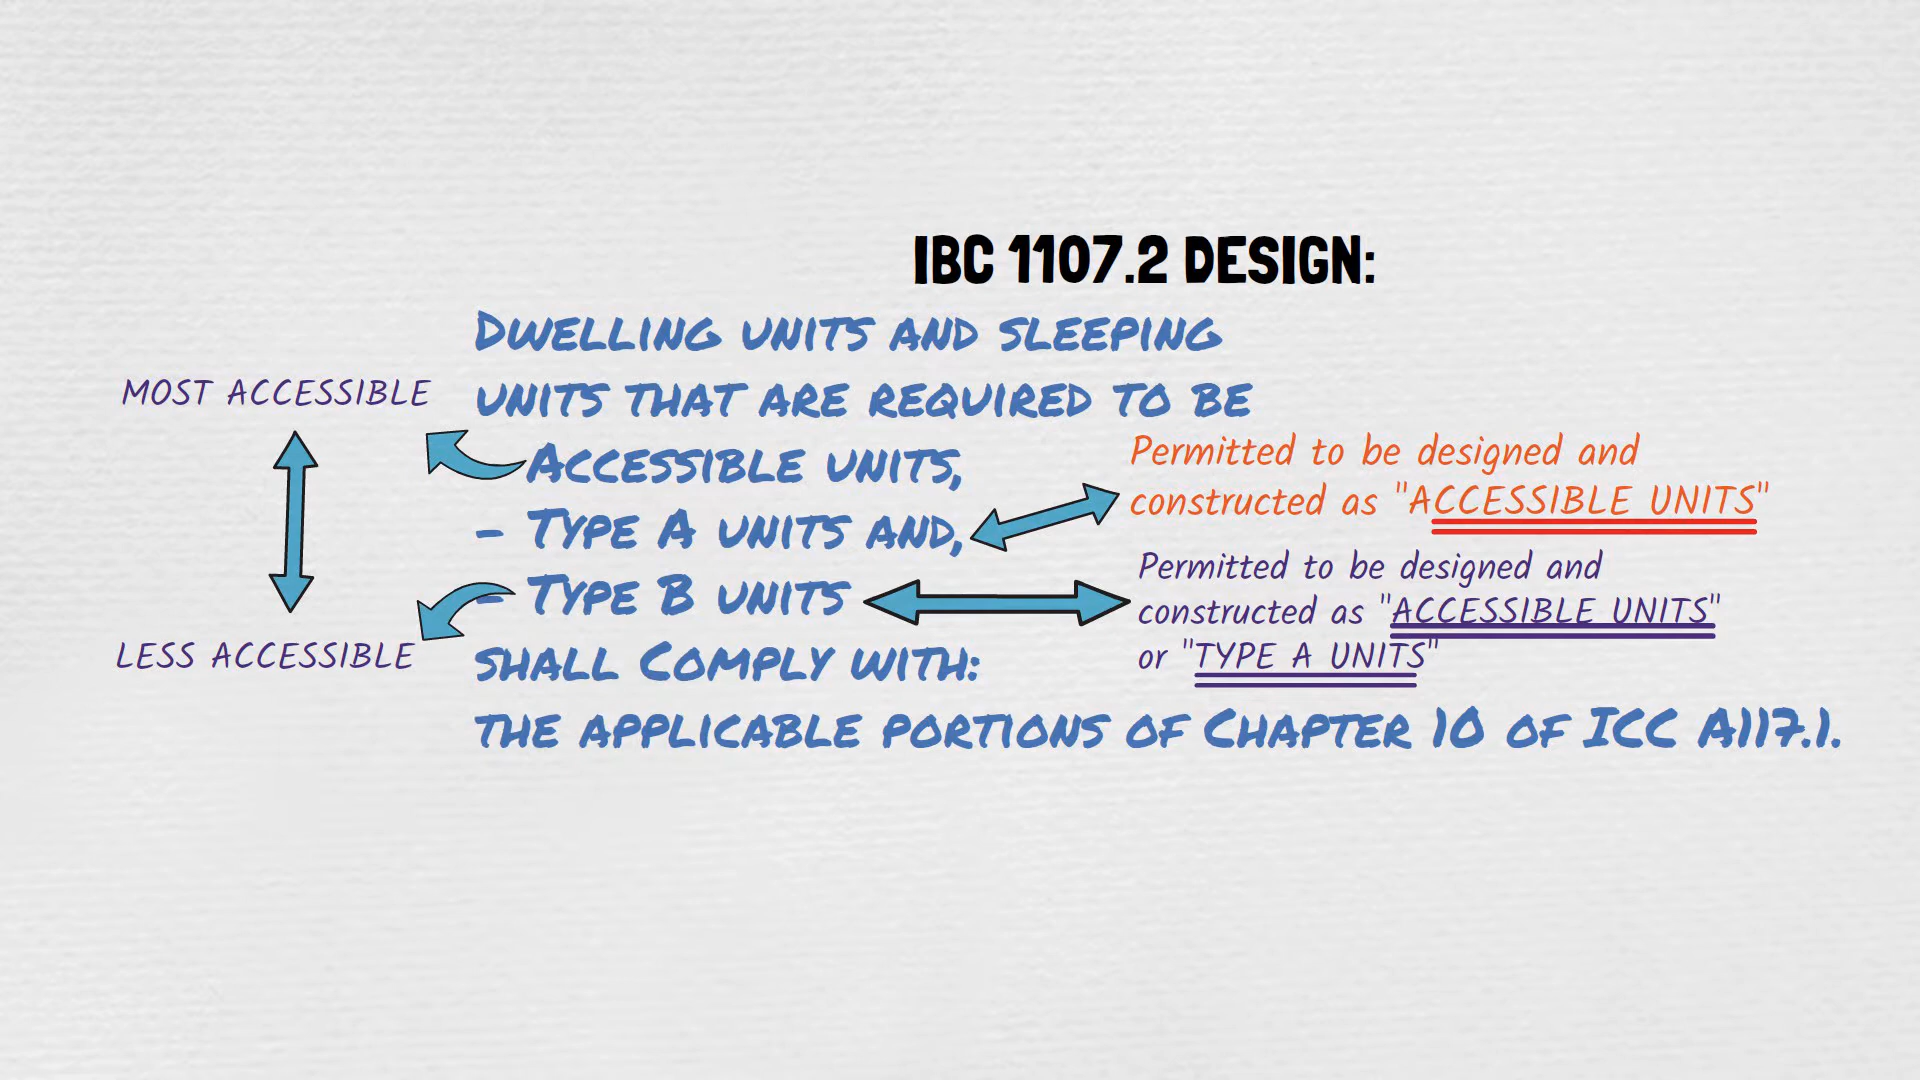 IBC 1107.2 DESIGN:
DWELLING UNITS AND SLEEPING
UNITS THAT ARE REQUIRED TO BE
ACCESSIBLE UNITS,
- TYPE A UNITS AND,
- TYPE B UNITS
SHALL COMPLY WITH:
THE APPLICABLE PORTIONS OF CHAPTER 10 OF ICC A117.1.
MOST ACCESSIBLE
LESS ACCESSIBLE
Permitted to be designed and
constructed as "ACCESSIBLE UNITS"
Permitted to be designed and
constructed as "ACCESSIBLE UNITS"
or "TYPE A UNITS"